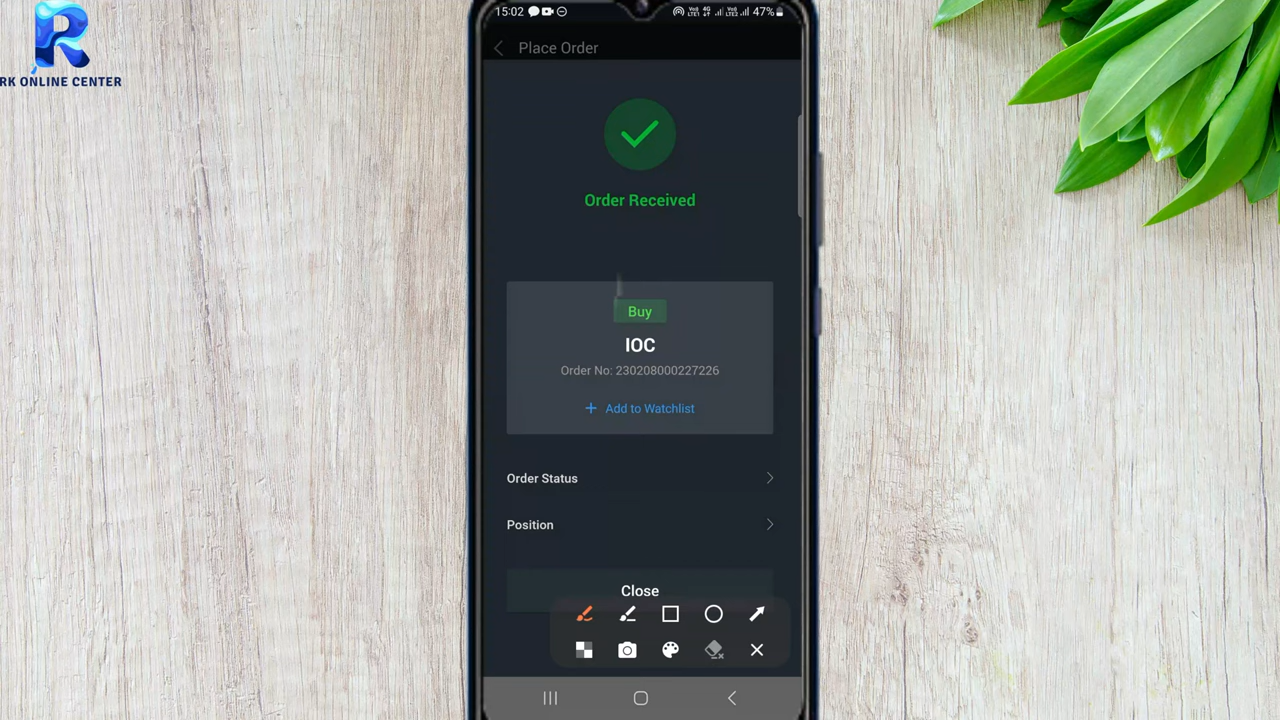 RK ONLINE CENTER
15:02
47%
Place Order
Order Received
Buy
IOC
Order No: 230208000227226
+ Add to Watchlist
Order Status
Position
Close